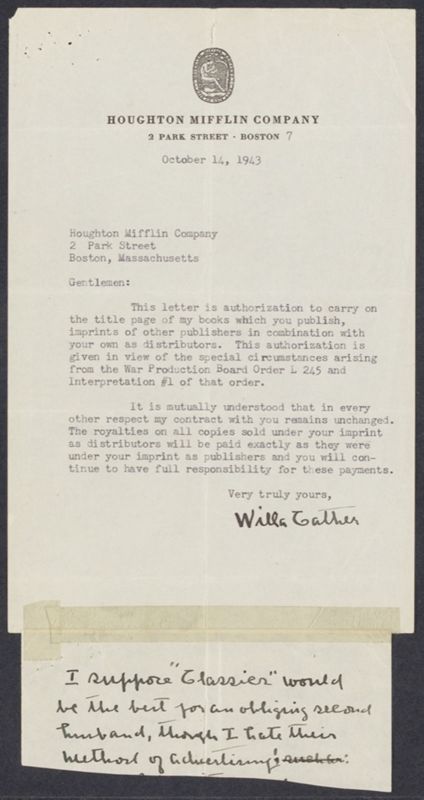 HOUGHTON MIFFLIN COMPANY
2 PARK STREET · BOSTON 7
October 14, 1943
Houghton Mifflin Company
2 Park Street
Boston, Massachusetts
Gentlemen:
This letter is authorization to carry on
the title page of my books which you publish,
imprints of other publishers in combination with
your own as distributors. This authorization is
given in view of the special circumstances arising
from the War Production Board Order L 245 and
Interpretation #1 of that order.
It is mutually understood that in every
other respect my contract with you remains unchanged.
The royalties on all copies sold under your imprint
as distributors will be paid exactly as they were
under your imprint as publishers and you will con-
tinue to have full responsibility for these payments.
Very truly yours,
Willa Cather
I suppose "Classics" would
be the best for an obliging second
husband, though I hate their
method of advertising